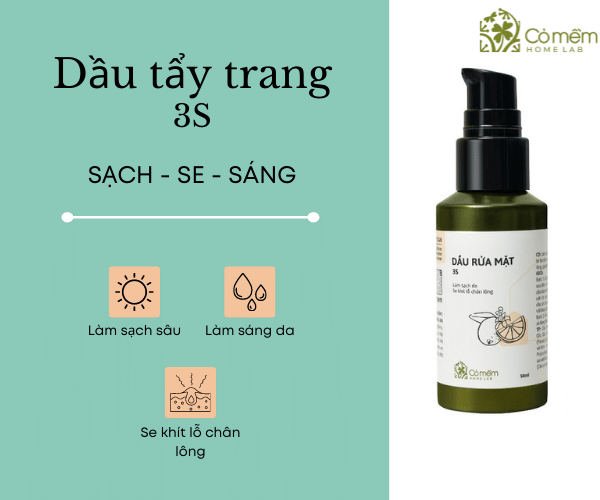 Cỏ mềm
HOME LAB
Dầu tẩy trang
3S
SẠCH - SE - SÁNG
Làm sạch sâu
Làm sáng da
Se khít lỗ chân
lông
DẦU RỬA MẶT
3S
Làm sạch da
Se khít lỗ chân lông
Cỏ mềm
HOME LAB
50ml